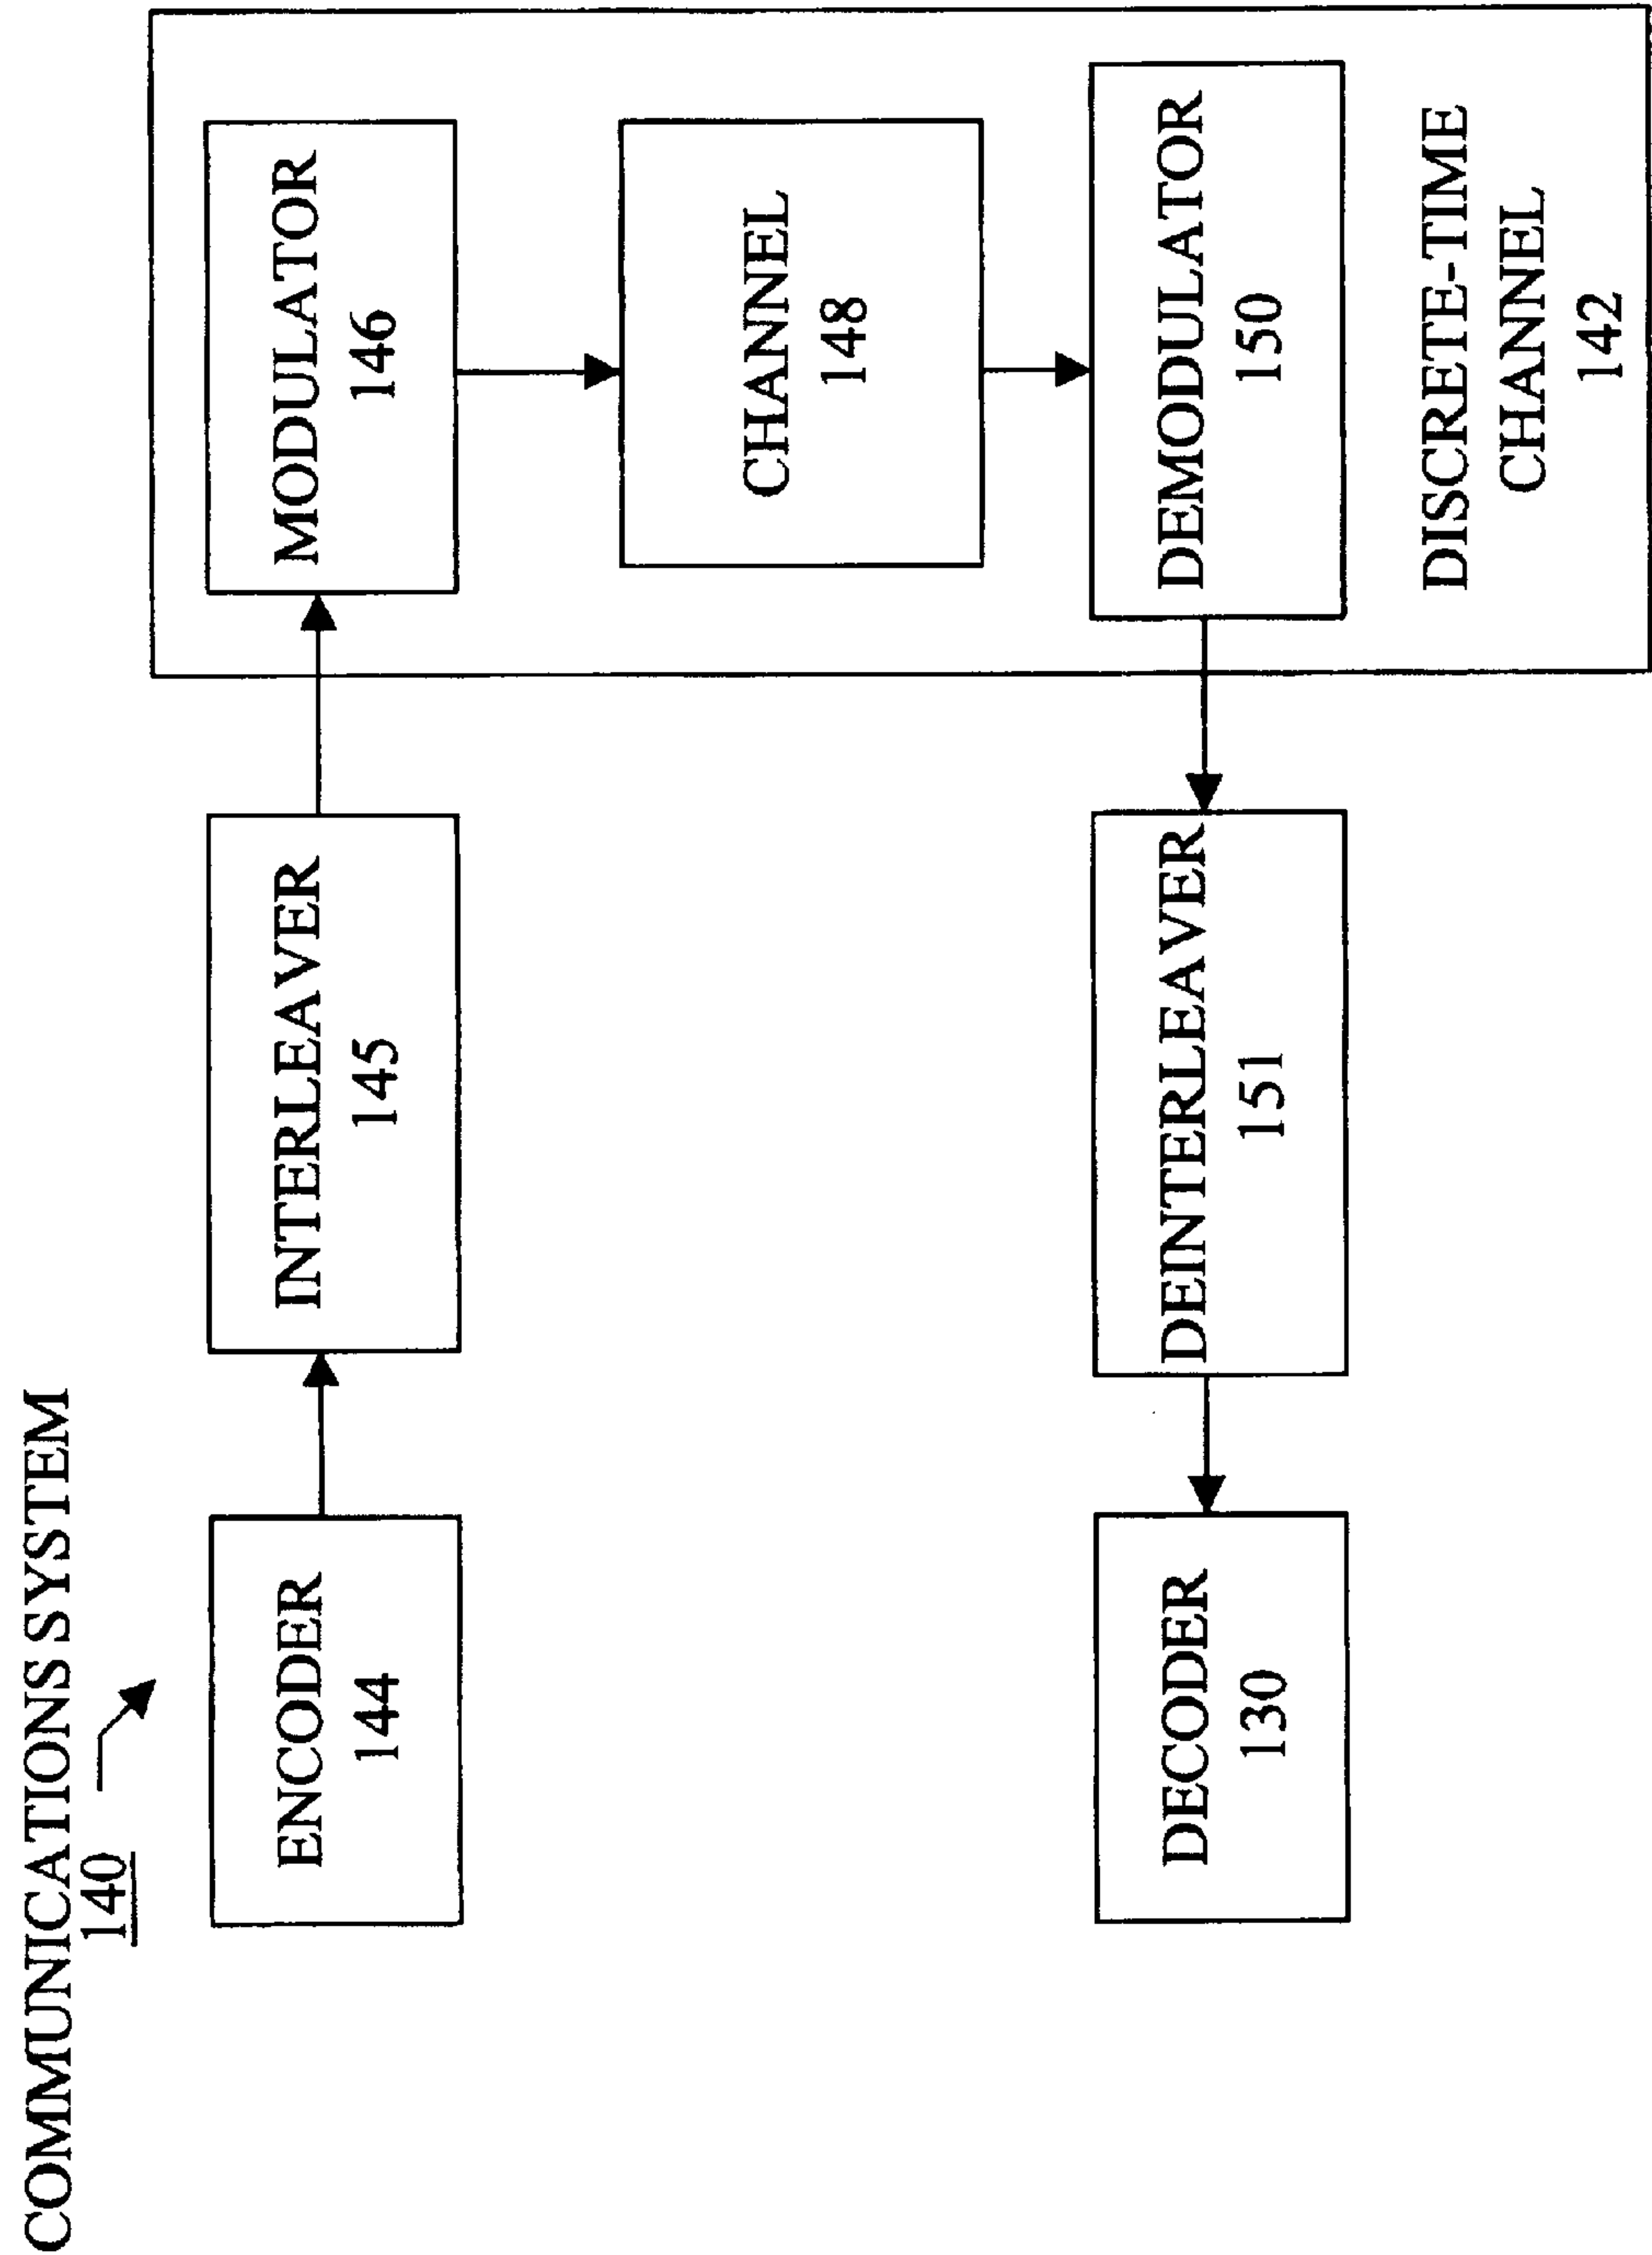 COMMUNICATIONS SYSTEM
140
ENCODER
144
INTERLEAVER
145
MODULATOR
146
CHANNEL
148
DECODER
130
DEINTERLEAVER
151
DEMODULATOR
150
DISCRETE-TIME
CHANNEL
142